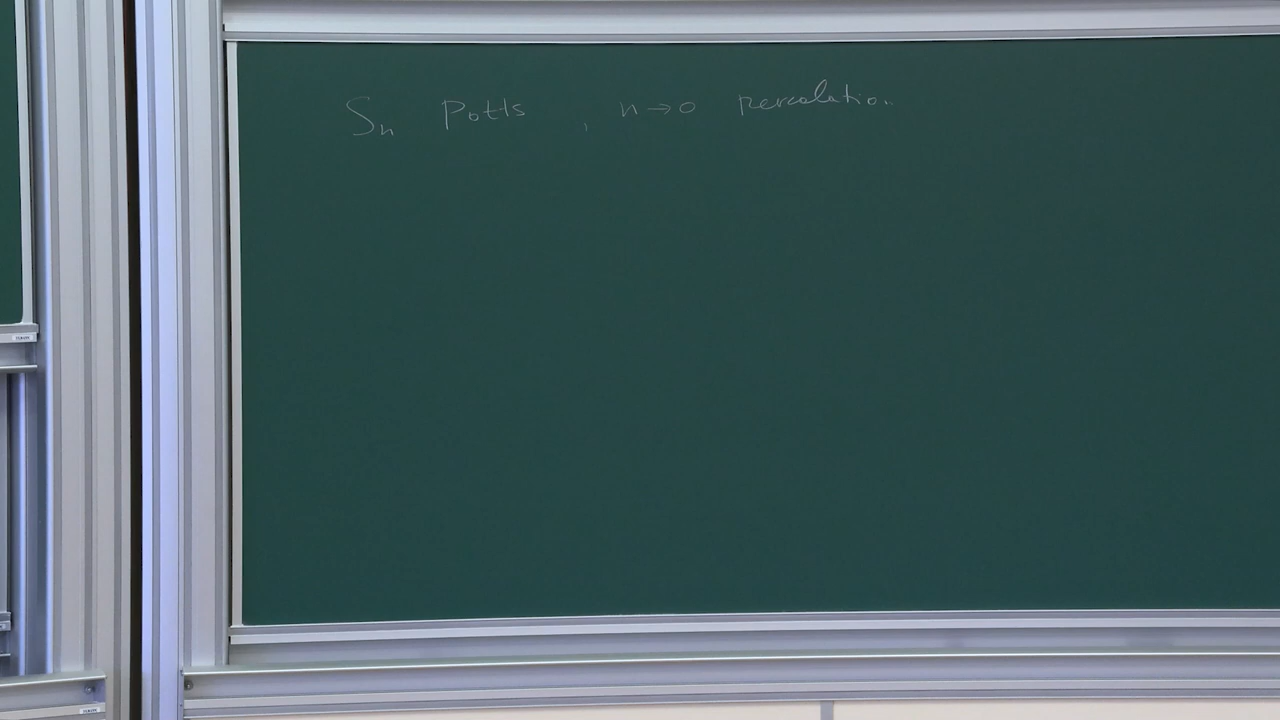 Sₙ Potts , n→0 percolation